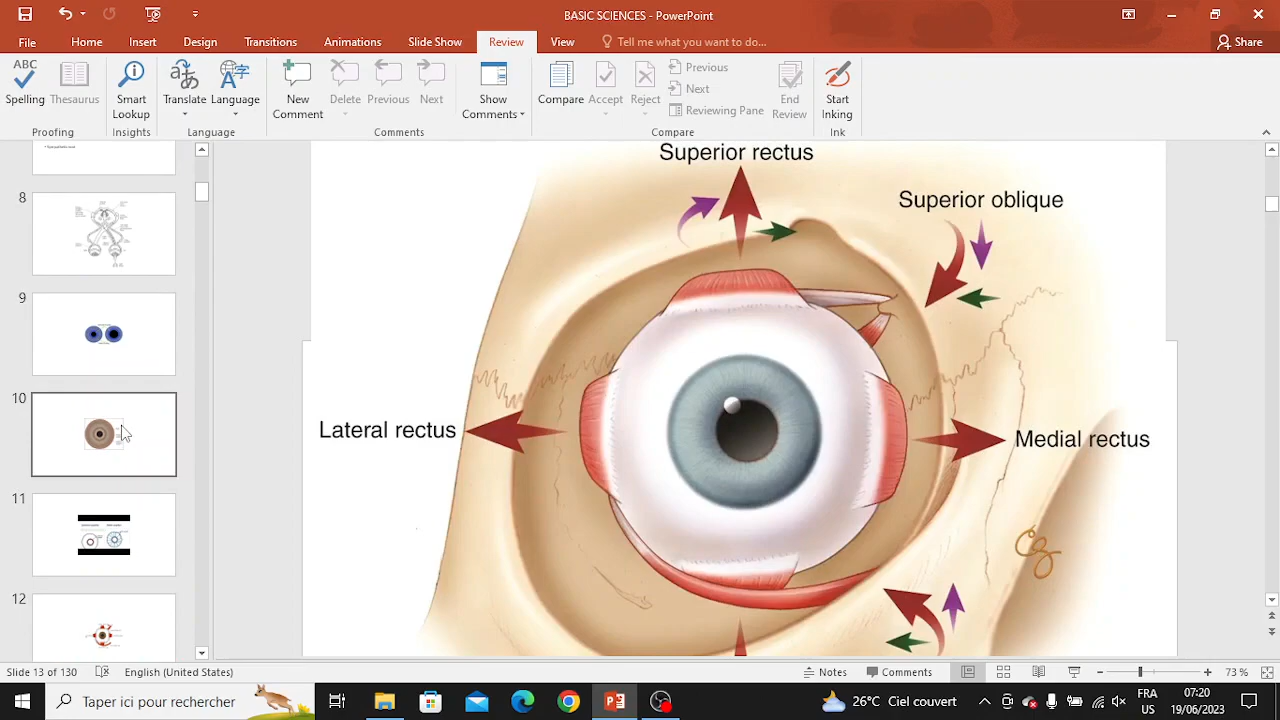 BASIC SCIENCES - PowerPoint
File Home Insert Design Transitions Animations Slide Show Review View Tell me what you want to do... Share
ABC
Spelling Thesaurus
Proofing
Smart
Lookup
Insights
Translate Language
Language
New
Comment
Delete Previous Next
Show
Comments
Comments
Compare Accept Reject
Previous
Next
Reviewing Pane
Compare
End
Review
Start
Inking
Ink
8
9
10
11
12
Superior rectus
Superior oblique
Lateral rectus
Medial rectus
Slide 13 of 130 English (United States) Notes Comments 73 %
Taper ici pour rechercher
26°C Ciel couvert
FRA
US
07:20
19/06/2023